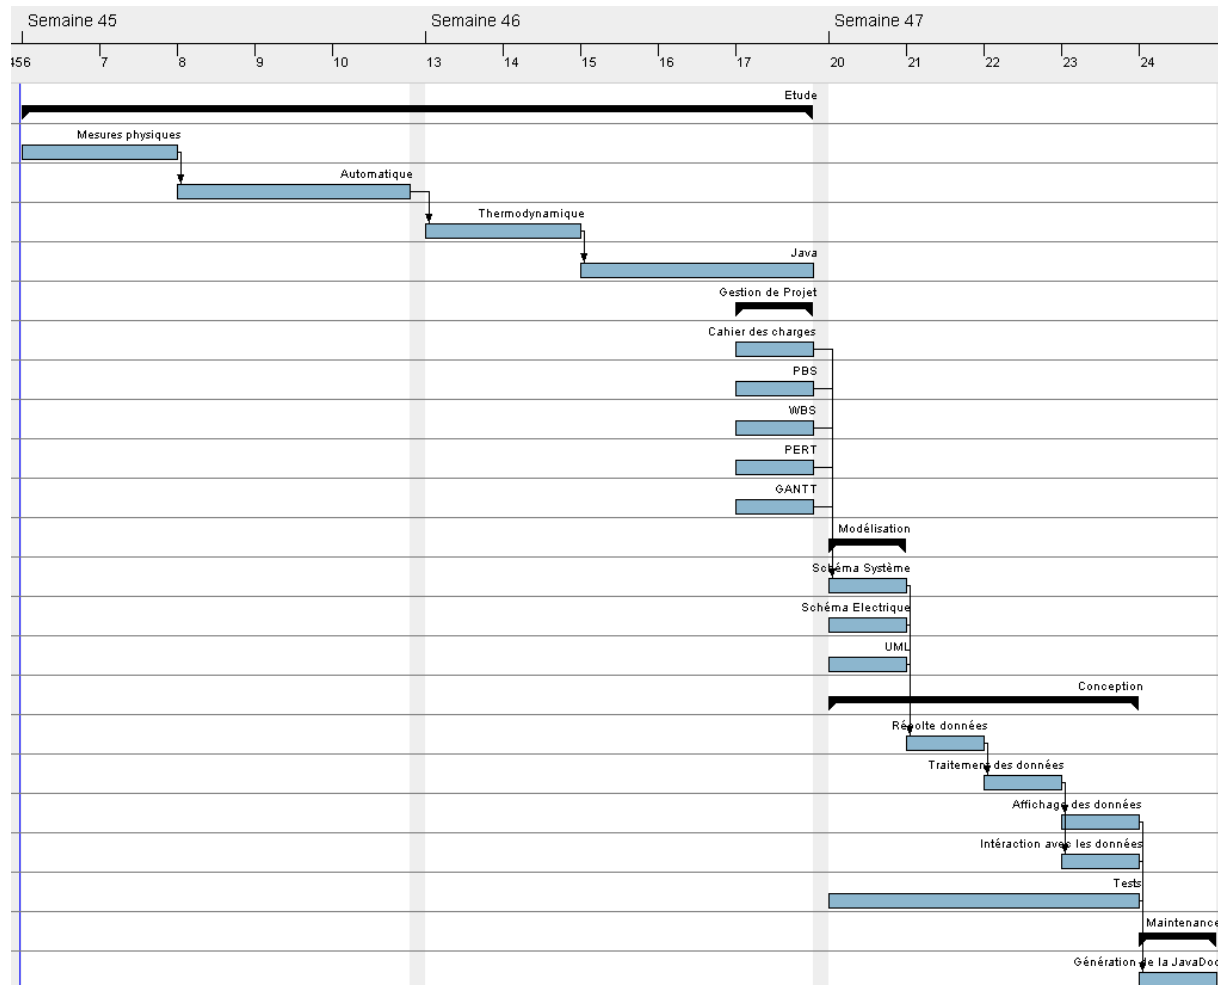 Semaine 45 Semaine 46 Semaine 47
6 7 8 9 10 13 14 15 16 17 20 21 22 23 24
Etude
Mesures physiques
Automatique
Thermodynamique
Java
Gestion de Projet
Cahier des charges
PBS
WBS
PERT
GANTT
Modélisation
Schéma Système
Schéma Electrique
UML
Conception
Récolte données
Traitement des données
Affichage des données
Intéraction avec les données
Tests
Maintenance
Génération de la JavaDoc